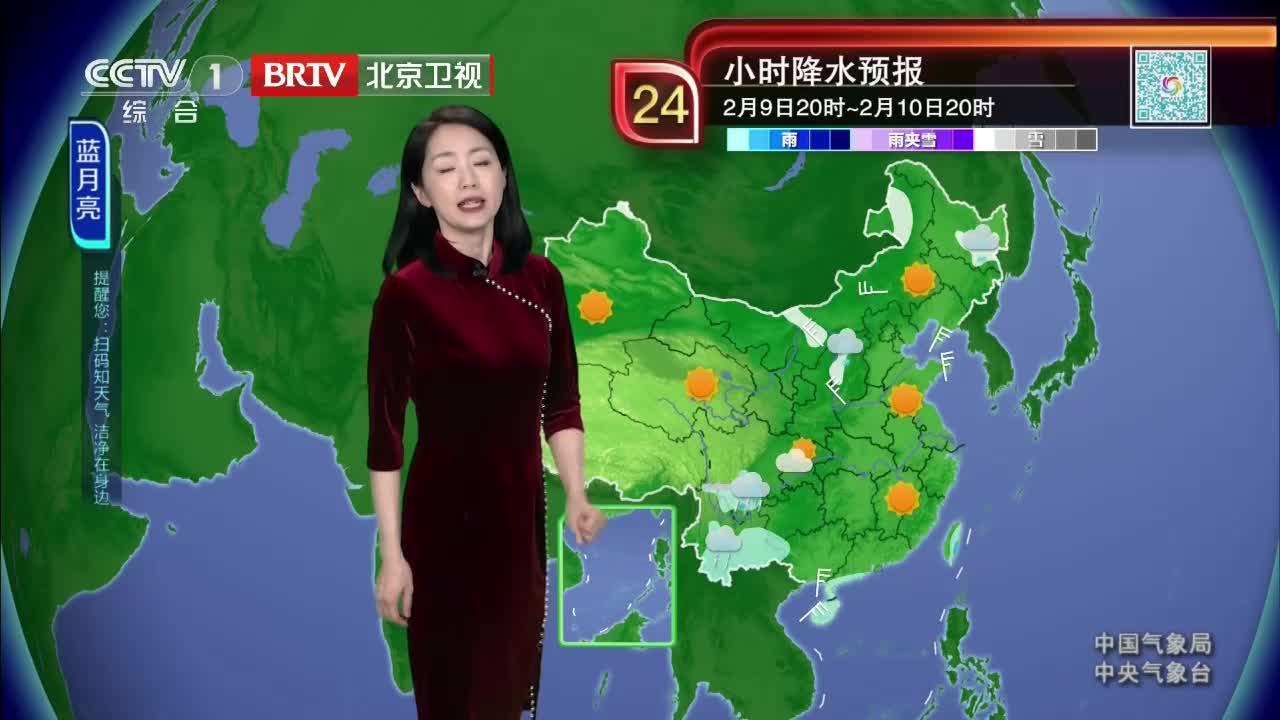 CCTV 1
综合
BRTV 北京卫视
24
小时降水预报
2月9日20时~2月10日20时
雨 雨夹雪 雪
蓝月亮
提醒您：扫码知天气 洁净在身边
中国气象局
中央气象台